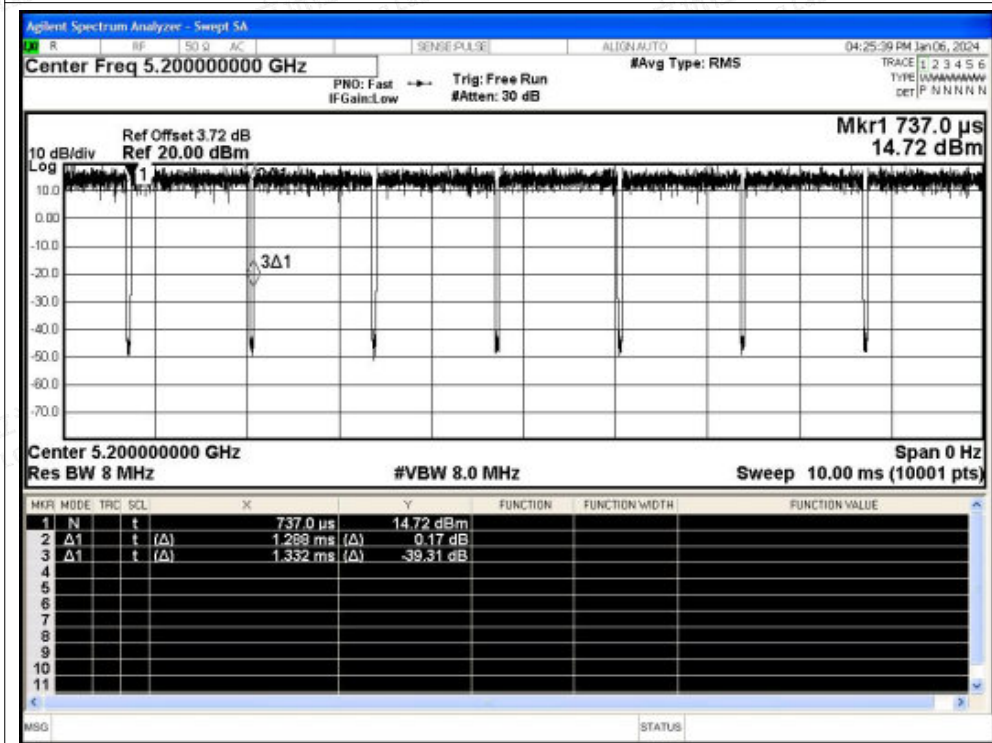 Agilent Spectrum Analyzer - Swept SA
R RF 50 Ω AC SENSE:PULSE ALIGN AUTO 04:25:39 PM Jan 06, 2024
Center Freq 5.200000000 GHz #Avg Type: RMS TRACE 1 2 3 4 5 6
PNO: Fast Trig: Free Run TYPE
IFGain:Low #Atten: 30 dB DET P N N N N N
Mkr1 737.0 µs
Ref Offset 3.72 dB
10 dB/div Ref 20.00 dBm 14.72 dBm
Log
1
10.0
0.00
-10.0
3Δ1
-20.0
-30.0
-40.0
-50.0
-60.0
-70.0
Center 5.200000000 GHz Span 0 Hz
Res BW 8 MHz #VBW 8.0 MHz Sweep 10.00 ms (10001 pts)
MKR MODE TRC SCL X Y FUNCTION FUNCTION WIDTH FUNCTION VALUE
1 N t 737.0 µs 14.72 dBm
2 Δ1 t (Δ) 1.288 ms (Δ) 0.17 dB
3 Δ1 t (Δ) 1.332 ms (Δ) -39.31 dB
4
5
6
7
8
9
10
11
MSG STATUS